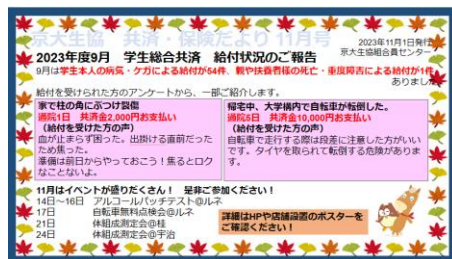 京大生協　共済・保険だより 11月号
2023年11月1日発行
京大生協組合員センター
2023年度9月　学生総合共済　給付状況のご報告
9月は学生本人の病気・ケガによる給付が64件、親や扶養者様の死亡・重度障害による給付が1件
ありました。
給付を受けられた方のアンケートから、一部ご紹介します。
家で柱の角にぶつけ裂傷
通院1日　共済金2,000円お支払い
（給付を受けた方の声）
血が止まらず困った。出掛ける直前だった
ため焦った。
準備は前日からやっておこう！焦るとロク
なことないよ。
帰宅中、大学構内で自転車が転倒した。
通院5日　共済金10,000円お支払い
（給付を受けた方の声）
自転車で走行する際は段差に注意した方がいい
です。タイヤを取られて転倒する危険がありま
す。
11月はイベントが盛りだくさん！　是非ご参加ください！
14日～16日　アルコールパッチテスト@ルネ
17日　自転車無料点検会@ルネ
21日　体組成測定会@桂
24日　体組成測定会@宇治
詳細はHPや店舗設置のポスターを
ご確認ください！